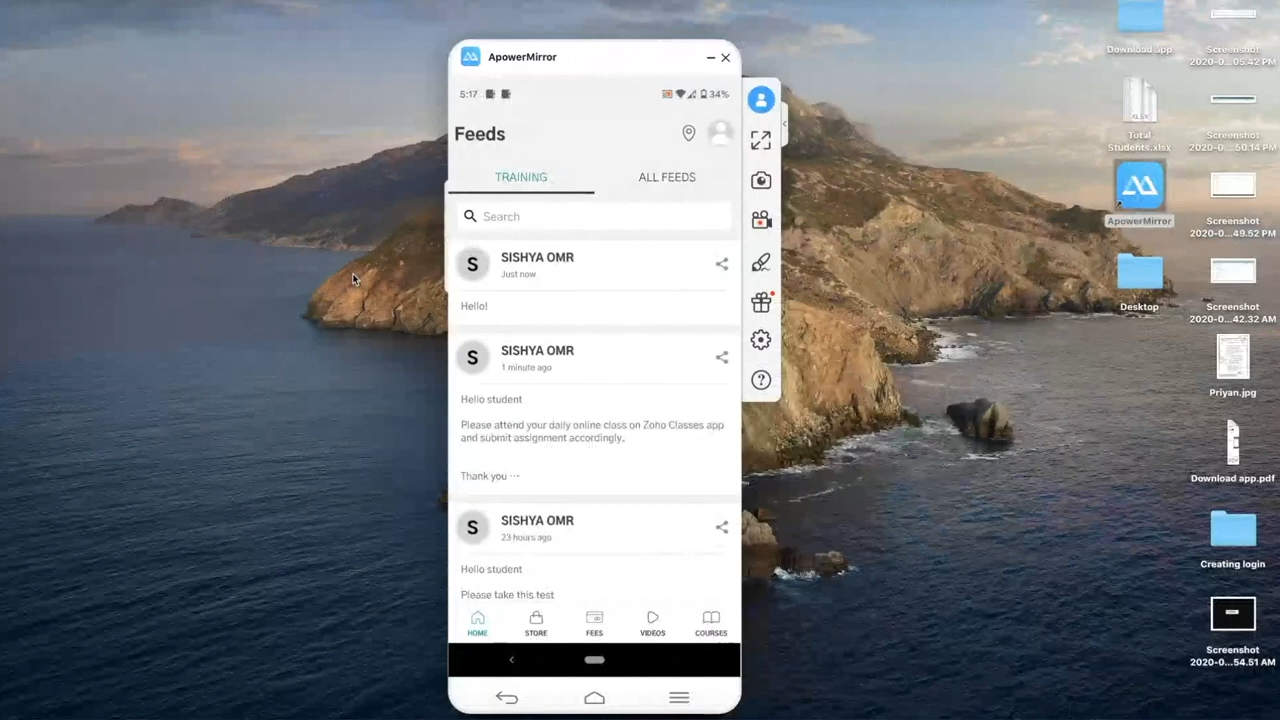 ApowerMirror
5:17
34%
Feeds
TRAINING
ALL FEEDS
Search
S
SISHYA OMR
Just now
Hello!
S
SISHYA OMR
1 minute ago
Hello student
Please attend your daily online class on Zoho Classes app
and submit assignment accordingly.
Thank you ...
S
SISHYA OMR
23 hours ago
Hello student
Please take this test
HOME
STORE
FEES
VIDEOS
COURSES
Download app
Screenshot
2020-0...05.42 PM
XLSX
Total
Students.xlsx
Screenshot
2020-0...50.14 PM
ApowerMirror
Screenshot
2020-0...49.52 PM
Desktop
Screenshot
2020-0...42.32 AM
Priyan.jpg
Download app.pdf
Creating login
Screenshot
2020-0...54.51 AM